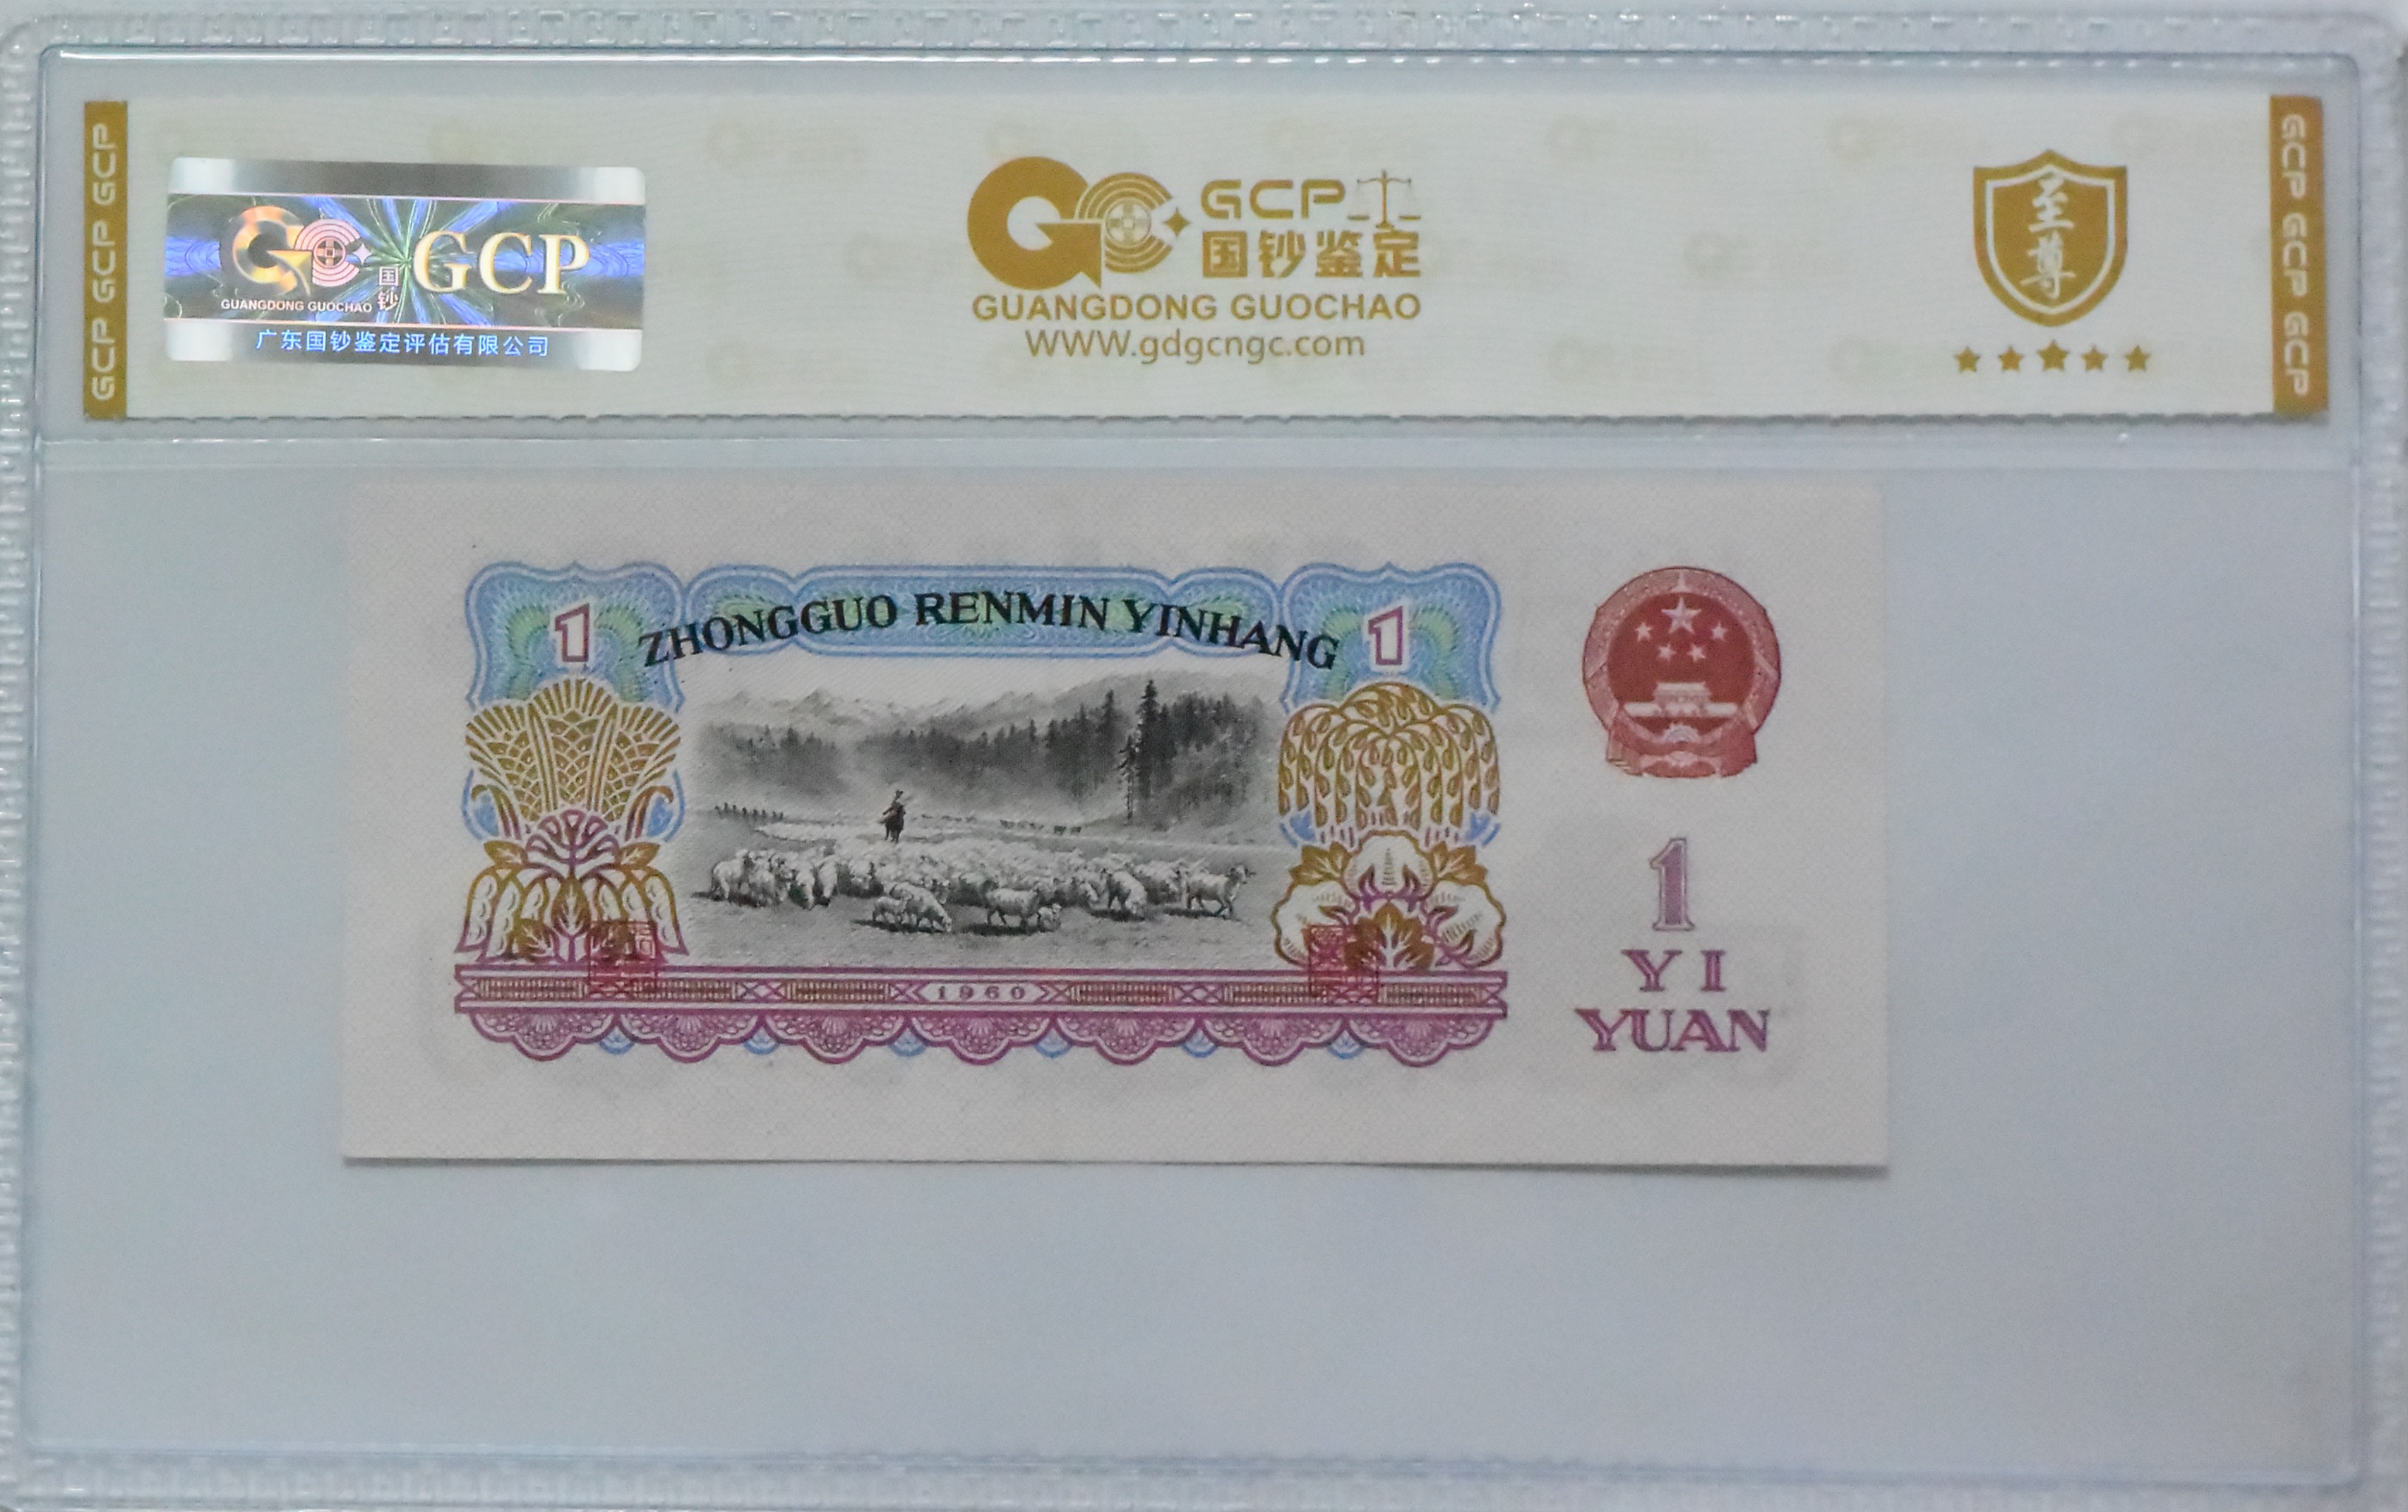 GCP GCP GCP
GUANGDONG GUOCHAO
国钞
GCP
广东国钞鉴定评估有限公司
GCP
国钞鉴定
GUANGDONG GUOCHAO
WWW.gdgcngc.com
至尊
GCP GCP GCP
1
ZHONGGUO RENMIN YINHANG
1
1960
1
YI
YUAN